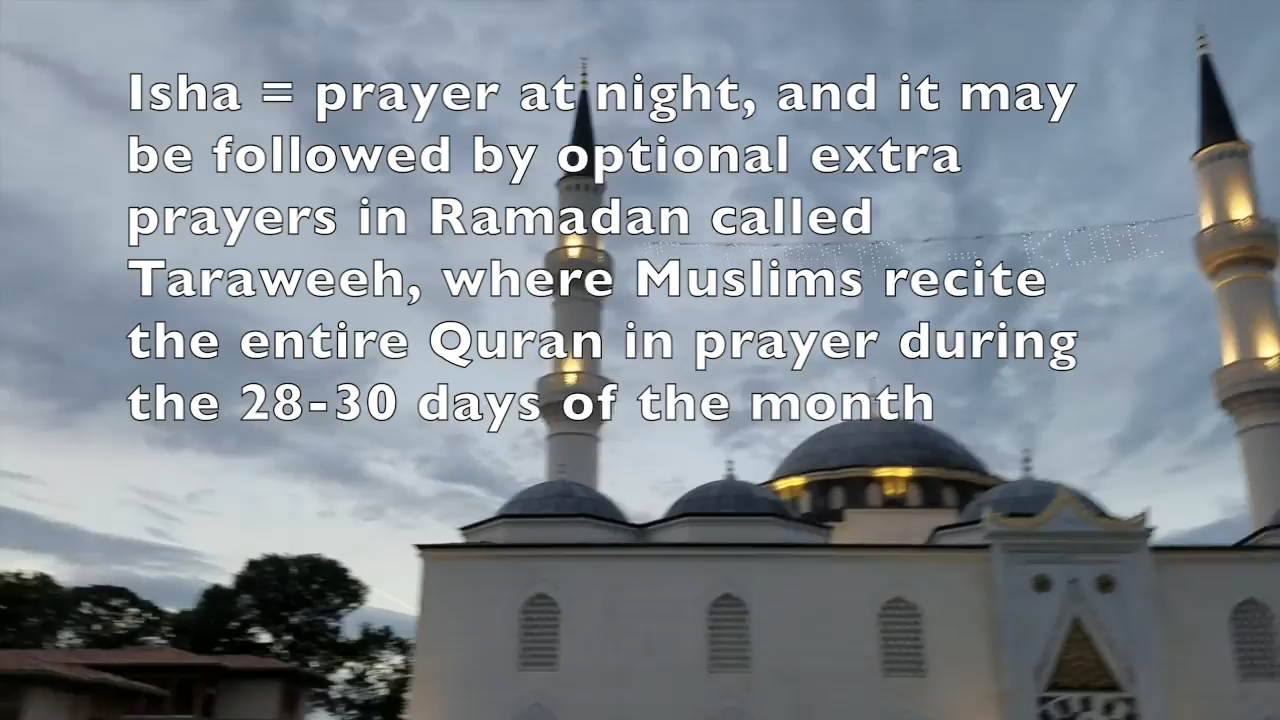 Isha = prayer at night, and it may
be followed by optional extra
prayers in Ramadan called
Taraweeh, where Muslims recite
the entire Quran in prayer during
the 28-30 days of the month